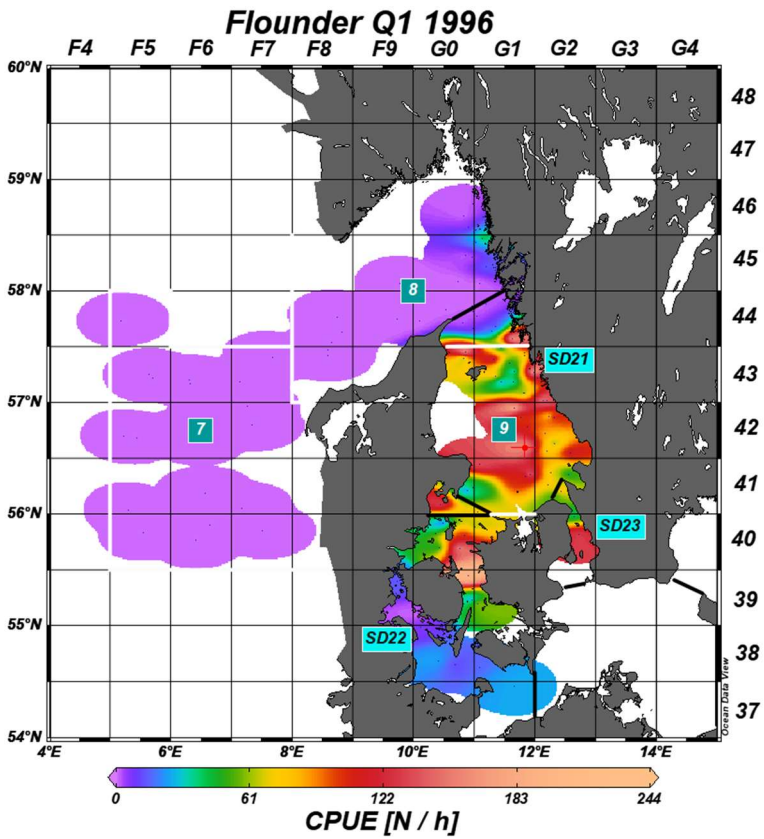 Flounder Q1 1996
F4 F5 F6 F7 F8 F9 G0 G1 G2 G3 G4
60°N
48
47
59°N
46
45
58°N
8
44
SD21
43
57°N
7
9
42
41
56°N
SD23
40
39
55°N
SD22
38
37
54°N
Ocean Data View
4°E 6°E 8°E 10°E 12°E 14°E
0 61 122 183 244
CPUE [N / h]